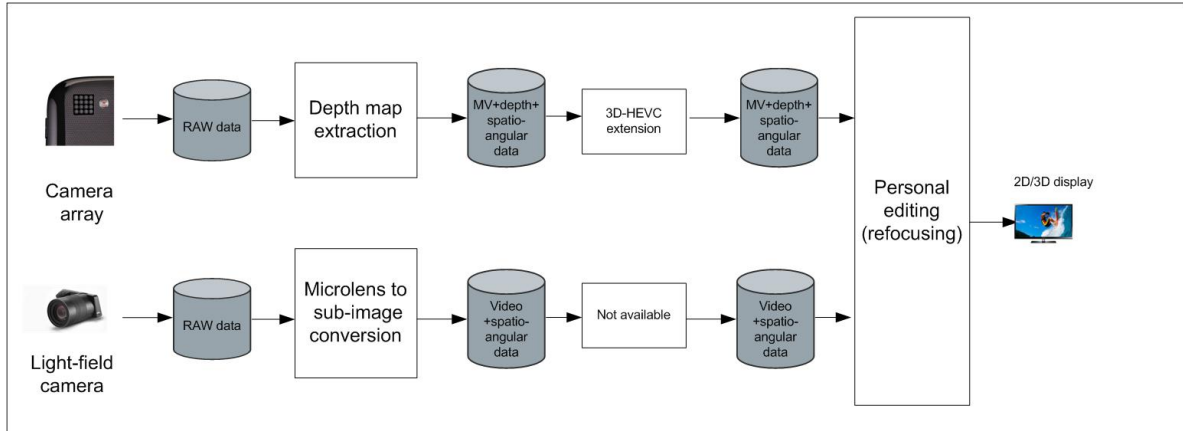 Camera
array
RAW data
Depth map
extraction
MV+depth+
spatio-
angular
data
3D-HEVC
extension
MV+depth+
spatio-
angular
data
Light-field
camera
RAW data
Microlens to
sub-image
conversion
Video
+spatio-
angular
data
Not available
Video
+spatio-
angular
data
Personal
editing
(refocusing)
2D/3D display